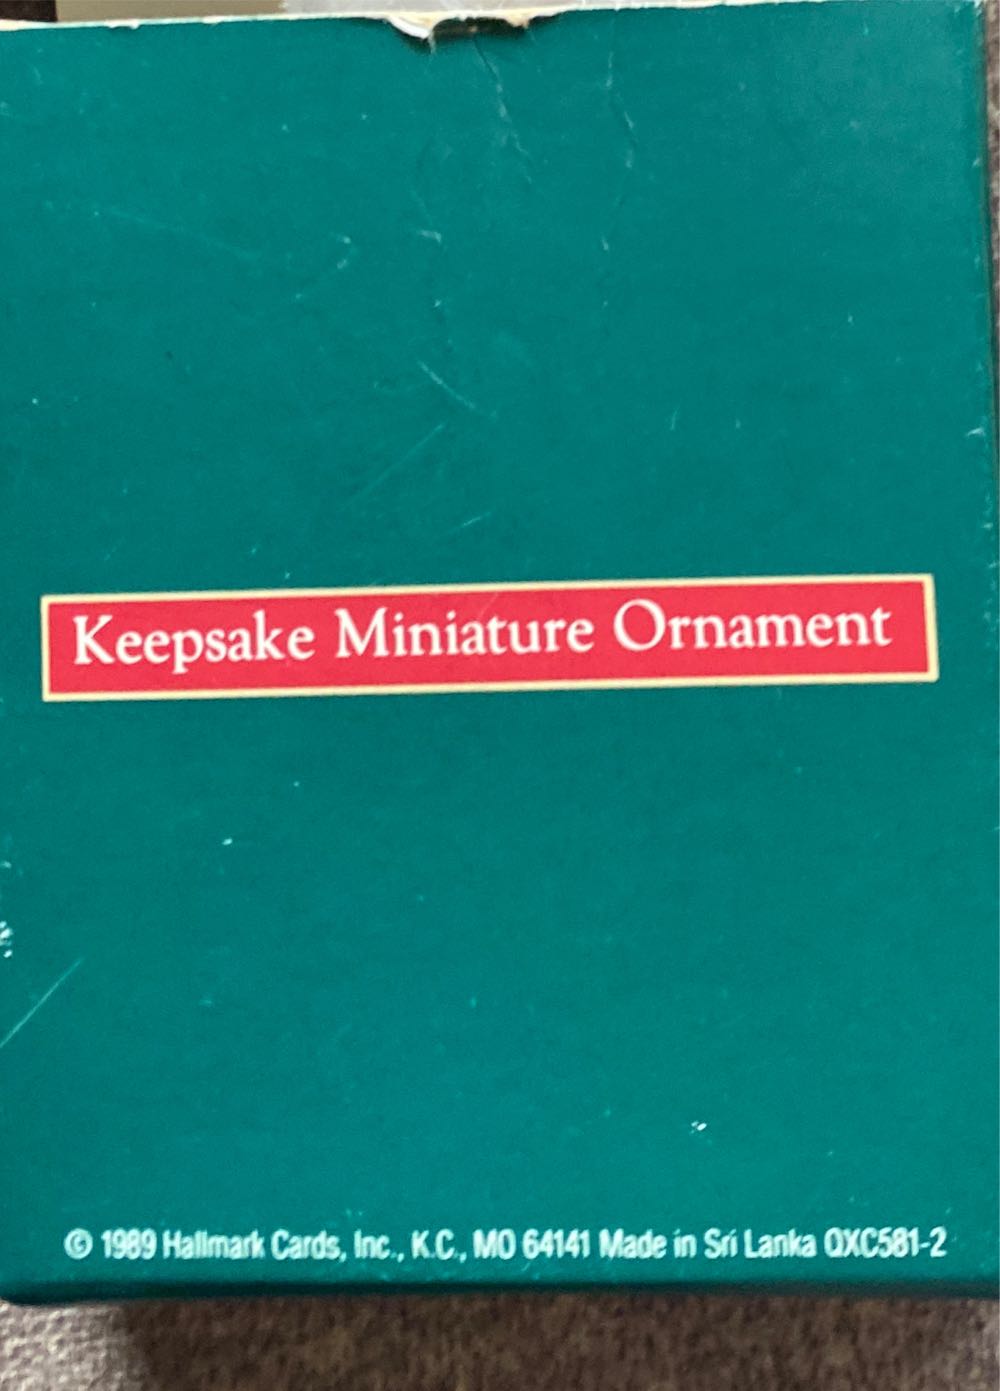 Keepsake Miniature Ornament
© 1989 Hallmark Cards, Inc., K.C., MO 64141 Made in Sri Lanka QXC581-2